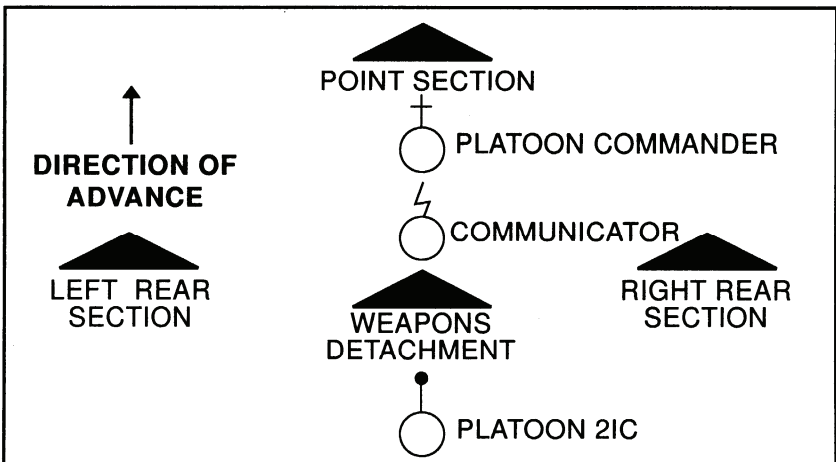 POINT SECTION
PLATOON COMMANDER
DIRECTION OF
ADVANCE
COMMUNICATOR
LEFT REAR
SECTION
RIGHT REAR
SECTION
WEAPONS
DETACHMENT
PLATOON 2IC